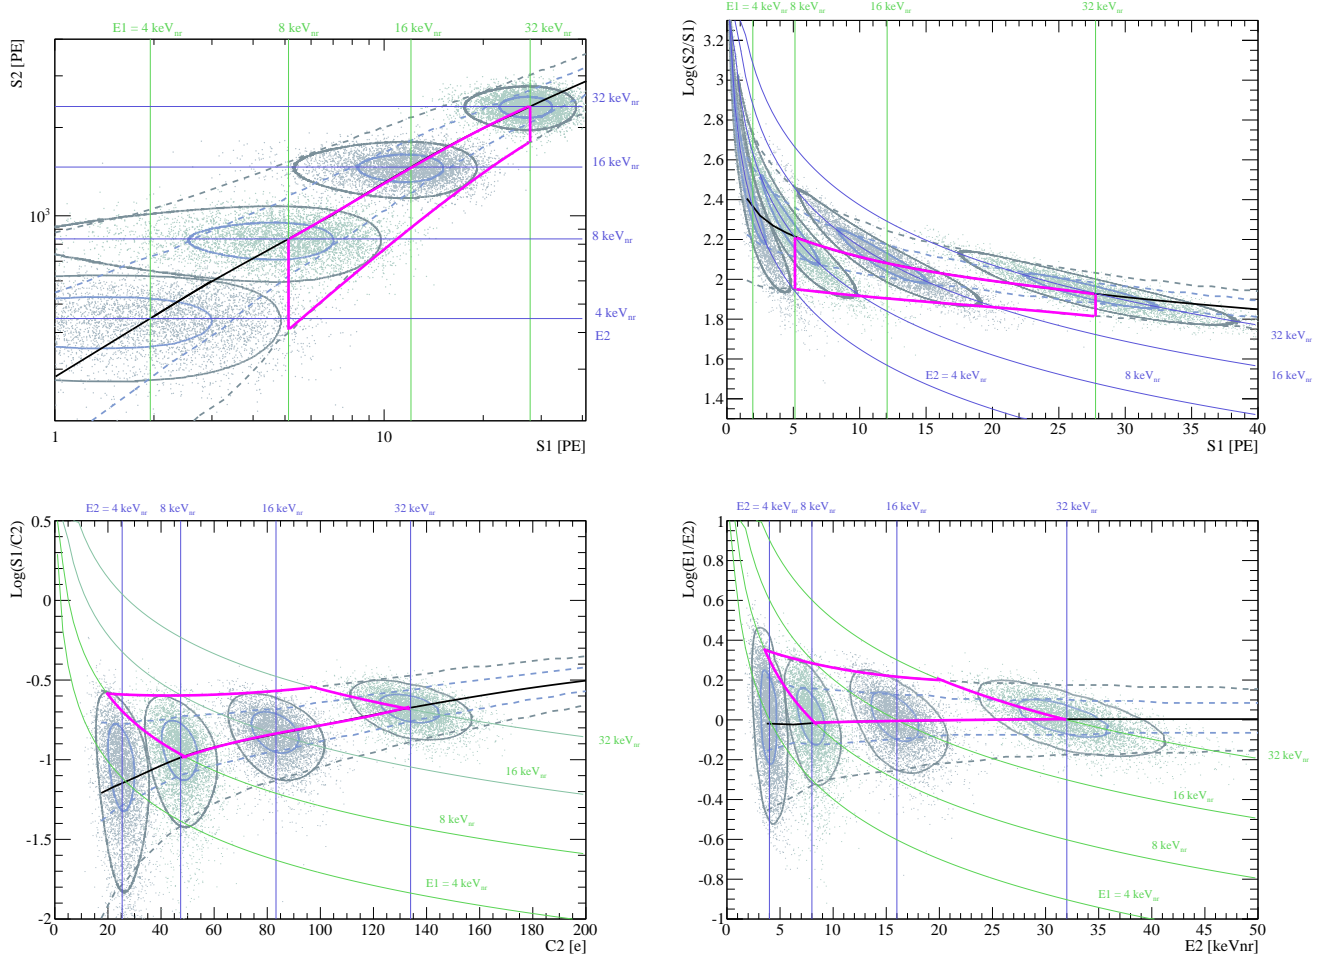 E1 = 4 keVnr 8 keVnr 16 keVnr 32 keVnr
S2 [PE]
10³
32 keVnr
16 keVnr
8 keVnr
4 keVnr
E2
1 10
S1 [PE]
E1 = 4 keVnr 8 keVnr 16 keVnr 32 keVnr
Log(S2/S1)
3.2
3
2.8
2.6
2.4
2.2
2
1.8
1.6
1.4
32 keVnr
E2 = 4 keVnr 8 keVnr 16 keVnr
0 5 10 15 20 25 30 35 40
S1 [PE]
E2 = 4 keVnr 8 keVnr 16 keVnr 32 keVnr
Log(S1/C2)
0.5
0
-0.5
-1
-1.5
-2
32 keVnr
16 keVnr
8 keVnr
E1 = 4 keVnr
0 20 40 60 80 100 120 140 160 180 200
C2 [e]
E2 = 4 keVnr 8 keVnr 16 keVnr 32 keVnr
Log(E1/E2)
1
0.8
0.6
0.4
0.2
0
-0.2
-0.4
-0.6
-0.8
-1
32 keVnr
16 keVnr
8 keVnr
E1 = 4 keVnr
0 5 10 15 20 25 30 35 40 45 50
E2 [keVnr]